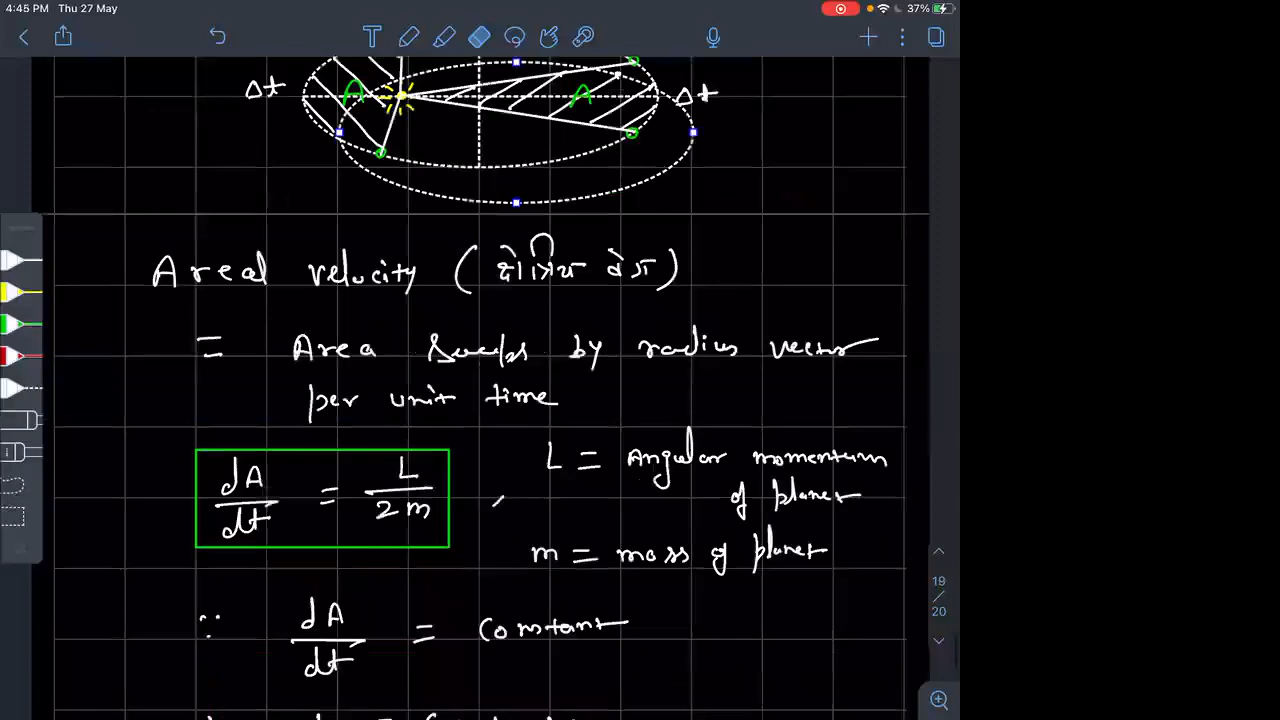 4:45 PM Thu 27 May
37%
Δt A A Δt
Areal velocity (
= Area sweeps by radius vector
per unit time
dA/dt = L/2m , L = Angular momentum
of planet
m = mass of planet
19
/
20
∵ dA/dt = constant